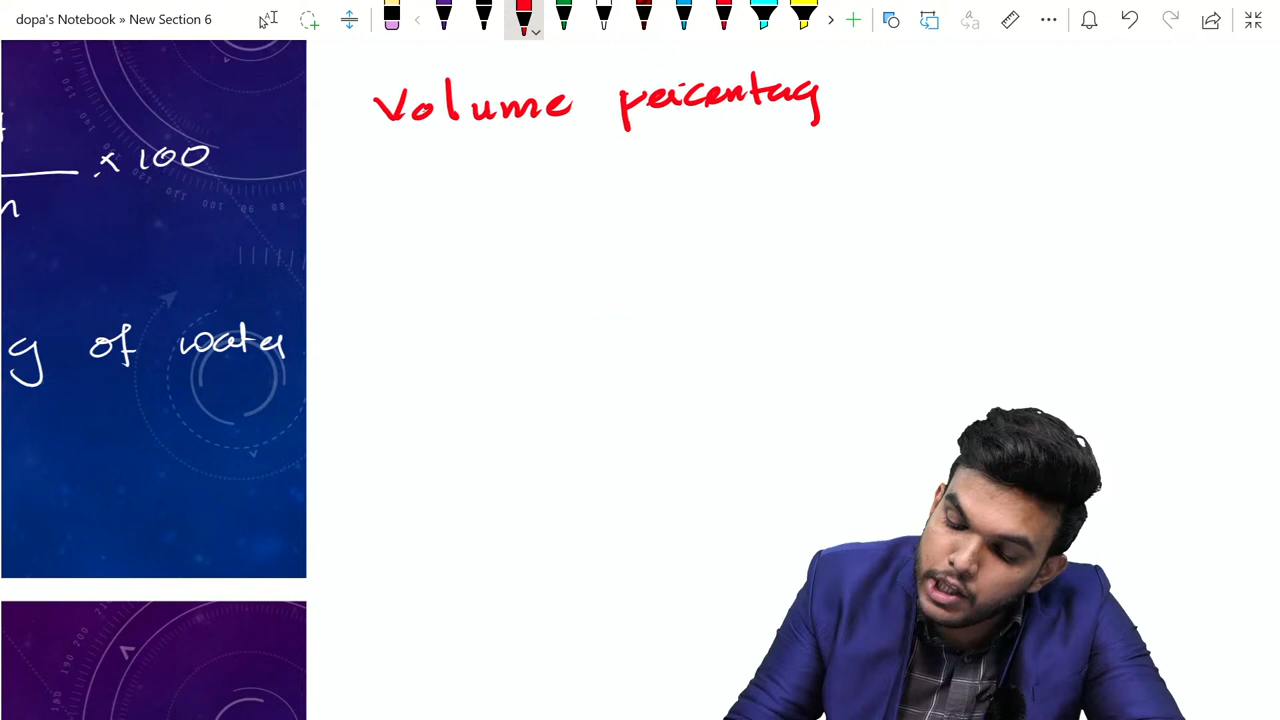 dopa's Notebook » New Section 6
Volume percentag
× 100
g of water